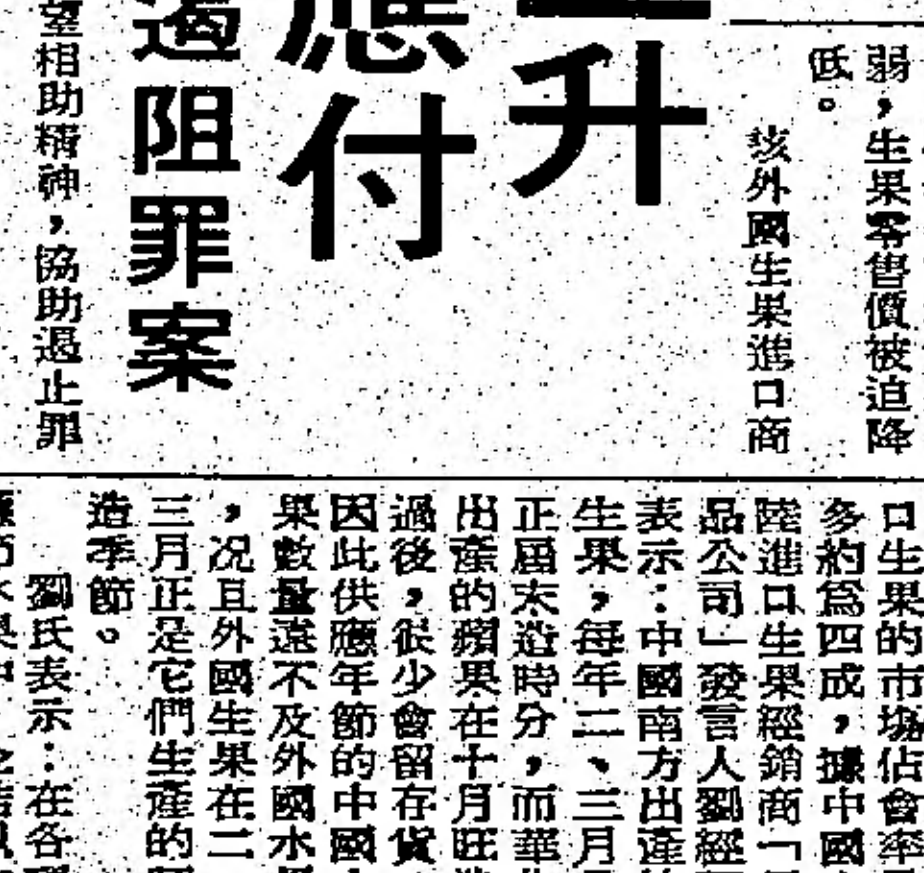 弱，生果零售價被迫降
低。
該外國生果進口商
升
應付
遏阻罪案
望相助精神，協助遏止罪
口生果的市場佔會率
多約為四成，據中國
陸進口生果經銷商「
品公司」發言人劉經
表示：中國南方出產
生果，每年二、三月
正屆末造時分，而華
出產的蘋果在十月旺
過後，很少會留存貨
因此供應年節的中國
果數量遠不及外國水
，况且外國生果在二
三月正是它們生產的
造季節。
劉氏表示：在各